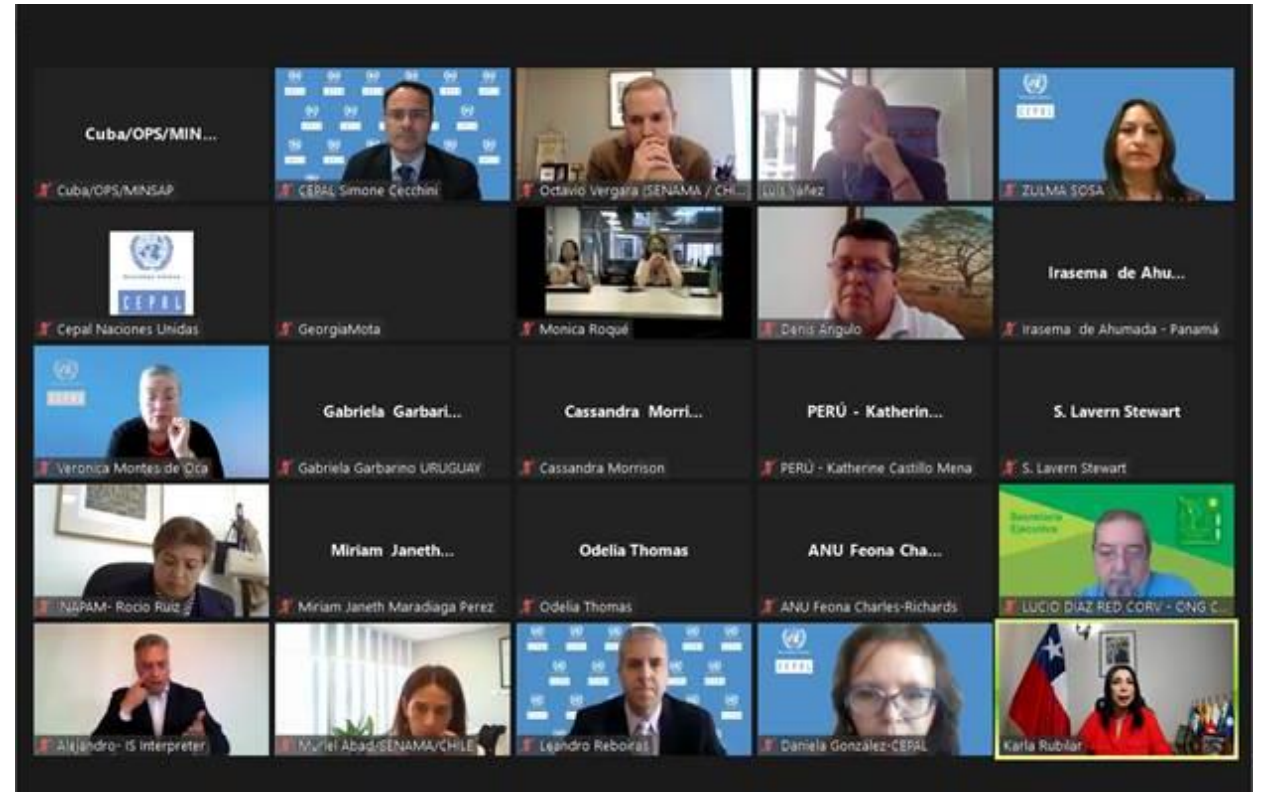 Cuba/OPS/MIN...
Cuba/OPS/MINSAP
CEPAL Simone Cecchini
Octavio Vergara (SENAMA / CHI...
Luis Yáñez
CEPAL
ZULMA SOSA
CEPAL
Cepal Naciones Unidas
GeorgiaMota
Monica Roqué
Denis Angulo
Irasema de Ahu...
Irasema de Ahumada - Panamá
CEPAL
Veronica Montes de Oca
Gabriela Garbari...
Gabriela Garbarino URUGUAY
Cassandra Morri...
Cassandra Morrison
PERÚ - Katherin...
PERÚ - Katherine Castillo Mena
S. Lavern Stewart
S. Lavern Stewart
INAPAM- Rocio Ruiz
Miriam Janeth...
Miriam Janeth Maradiaga Perez
Odelia Thomas
Odelia Thomas
ANU Feona Cha...
ANU Feona Charles-Richards
Secretaría
Ejecutiva
LUCIO DIAZ RED CORV - ONG C...
Alejandro- IS Interpreter
Muriel Abad/SENAMA/CHILE
Leandro Reboiras
CEPAL
Daniela González-CEPAL
Karla Rubilar